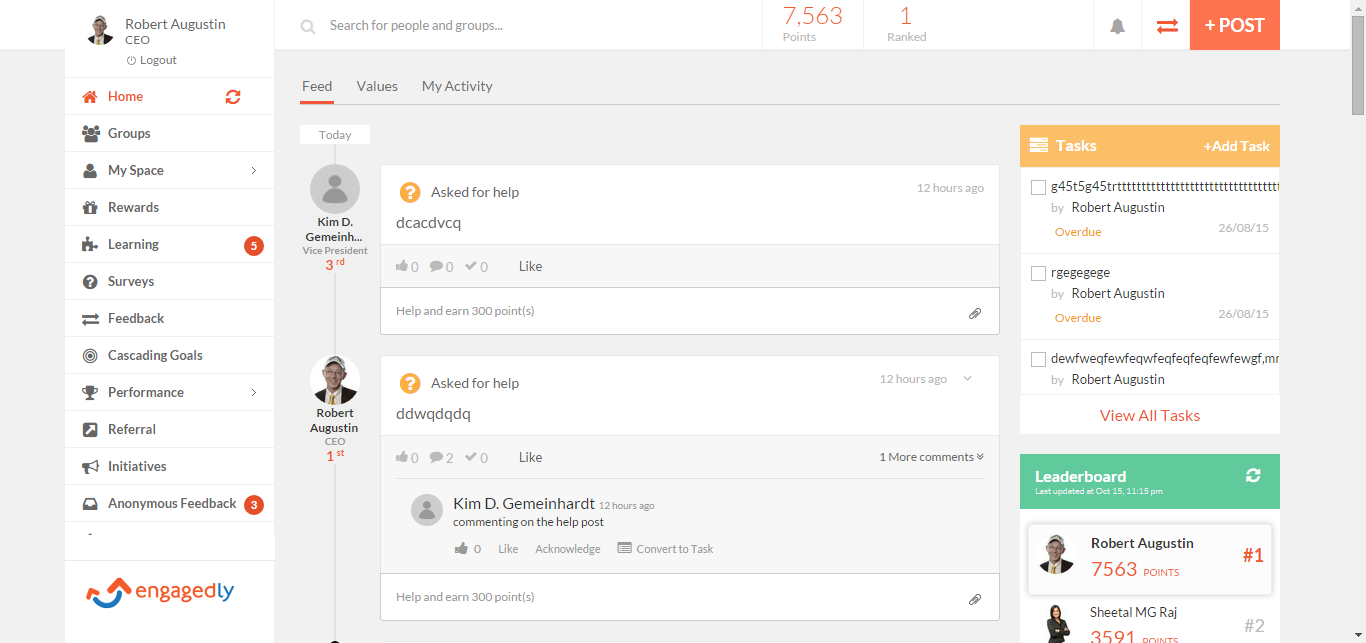 Robert Augustin
CEO
Logout
Search for people and groups...
7,563
Points
1
Ranked
+ POST
Home
Groups
My Space
Rewards
Learning
5
Surveys
Feedback
Cascading Goals
Performance
Referral
Initiatives
Anonymous Feedback
3
engagedly
Feed
Values
My Activity
Today
Kim D.
Gemeinh...
Vice President
3 rd
Asked for help
12 hours ago
dcacdvcq
0
0
0
Like
Help and earn 300 point(s)
Robert
Augustin
CEO
1 st
Asked for help
12 hours ago
ddwqdqdq
0
2
0
Like
1 More comments
Kim D. Gemeinhardt 12 hours ago
commenting on the help post
0
Like
Acknowledge
Convert to Task
Help and earn 300 point(s)
Tasks
+Add Task
by Robert Augustin
Overdue
26/08/15
rgegegege
by Robert Augustin
Overdue
26/08/15
by Robert Augustin
View All Tasks
Leaderboard
Last updated at Oct 15, 11:15 pm
Robert Augustin
7563 POINTS
#1
Sheetal MG Raj
3591 POINTS
#2